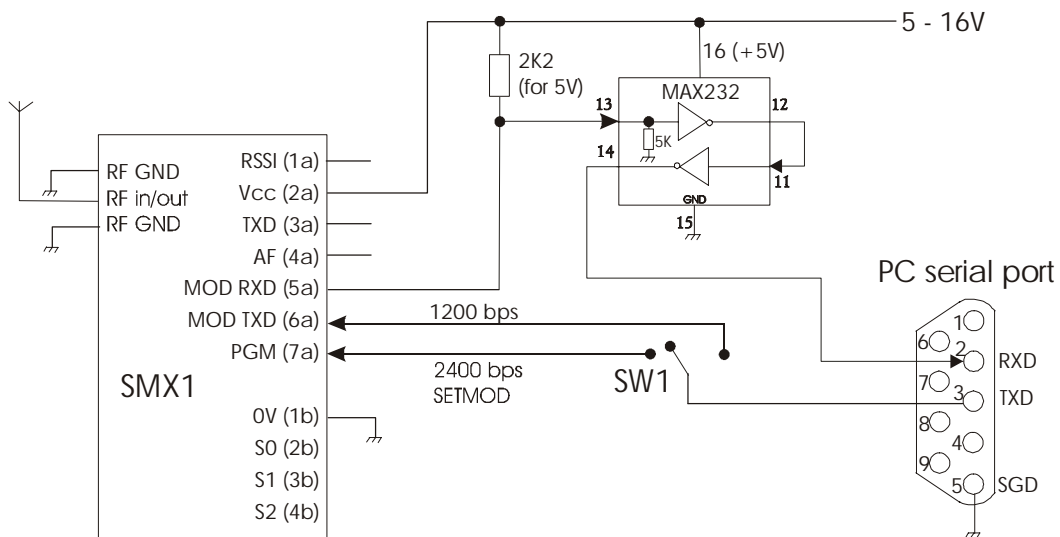 5 - 16V
2K2
(for 5V)
16 (+5V)
MAX232
13
12
5K
14
11
GND
15
RF GND
RF in/out
RF GND
RSSI (1a)
Vcc (2a)
TXD (3a)
AF (4a)
MOD RXD (5a)
MOD TXD (6a)
PGM (7a)
SMX1
0V (1b)
S0 (2b)
S1 (3b)
S2 (4b)
1200 bps
2400 bps
SETMOD
SW1
PC serial port
1
6
2
RXD
7
3
TXD
8
4
9
5
SGD